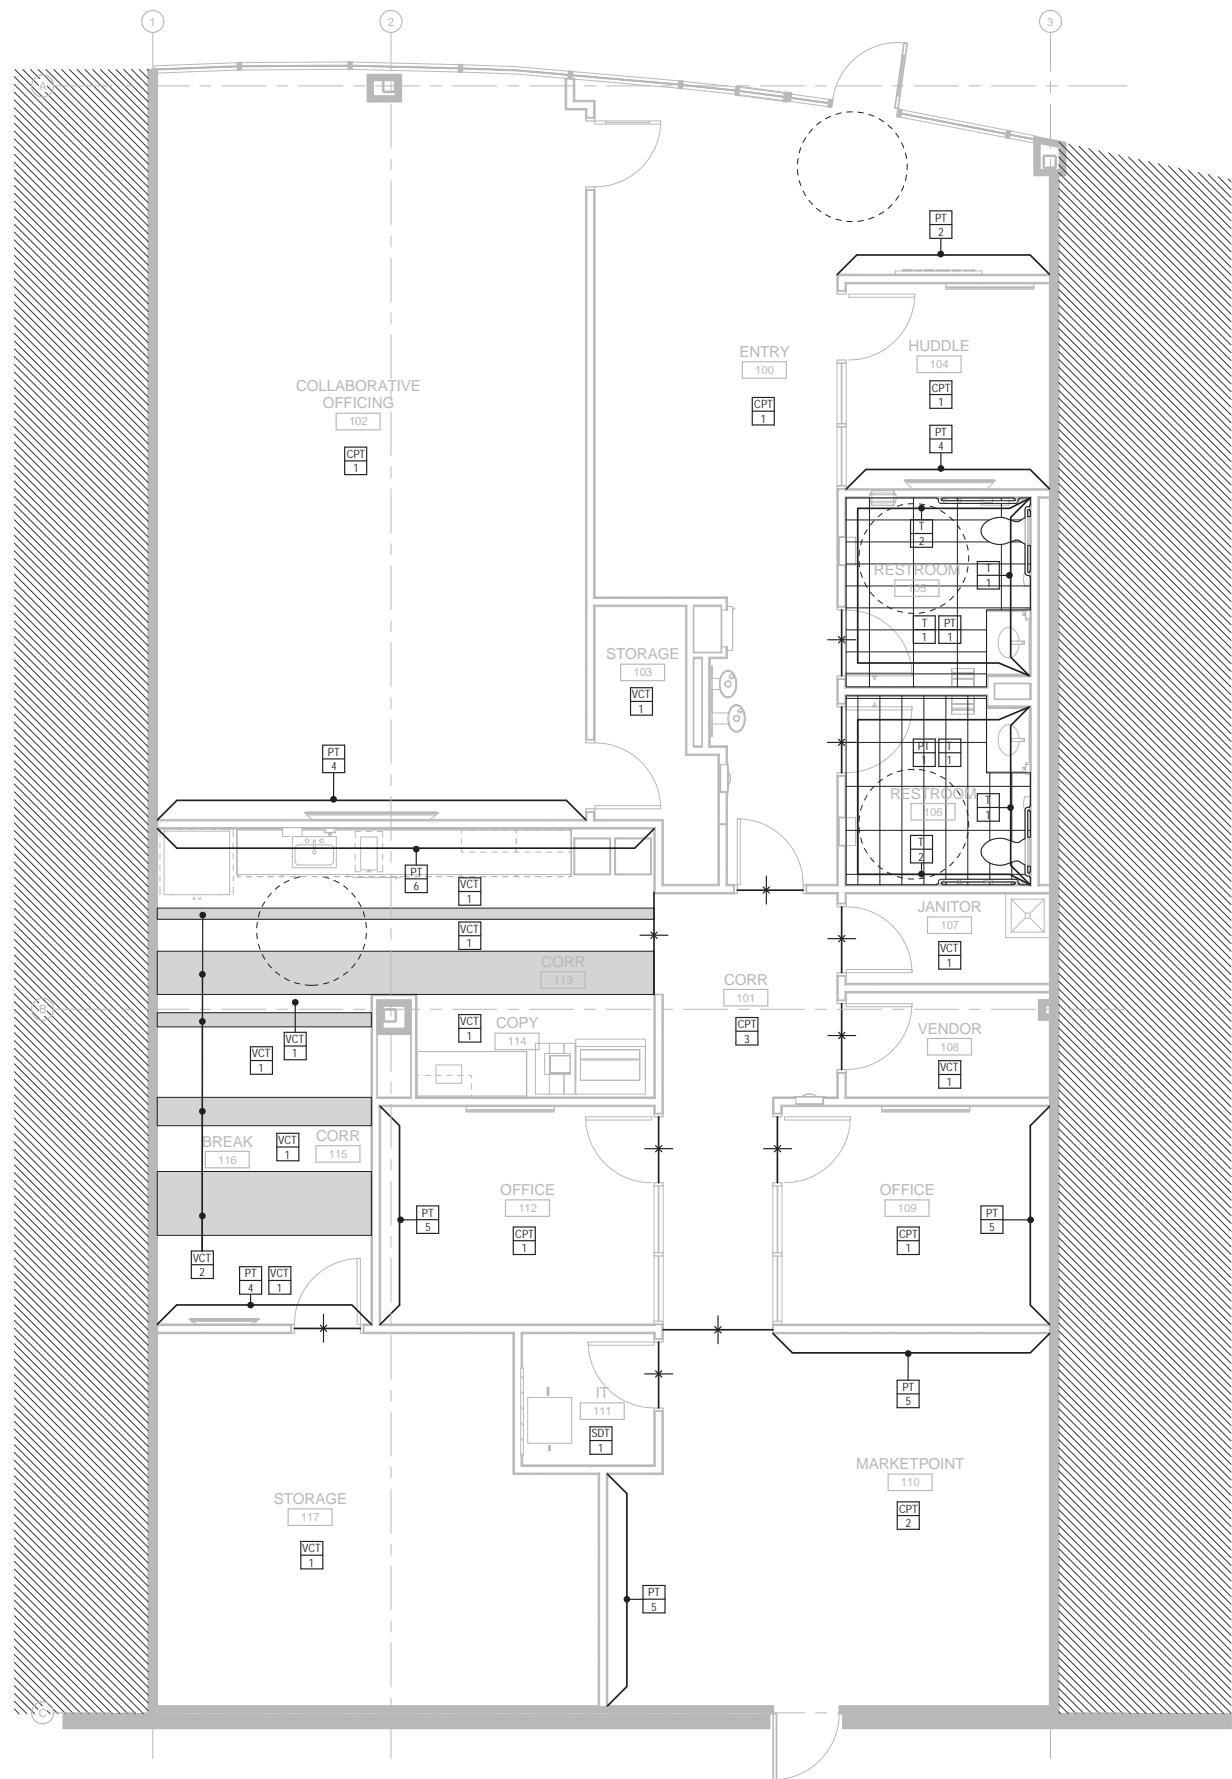 1
2
3
A
PT
2
ENTRY
100
CPT
1
HUDDLE
104
CPT
1
PT
4
COLLABORATIVE
OFFICING
102
CPT
1
T
2
RESTROOM
105
T
1
T
1
PT
1
STORAGE
103
VCT
1
PT
4
PT
1
T
1
RESTROOM
106
T
1
T
2
PT
6
VCT
1
VCT
1
CORR
113
JANITOR
107
VCT
1
CORR
101
CPT
3
B
VCT
1
VCT
1
VCT
1
COPY
114
VENDOR
108
VCT
1
BREAK
116
VCT
1
CORR
115
OFFICE
112
CPT
1
PT
5
OFFICE
109
CPT
1
PT
5
VCT
2
PT
4
VCT
1
PT
5
IT
111
SDT
1
MARKETPOINT
110
CPT
2
STORAGE
117
VCT
1
PT
5
C